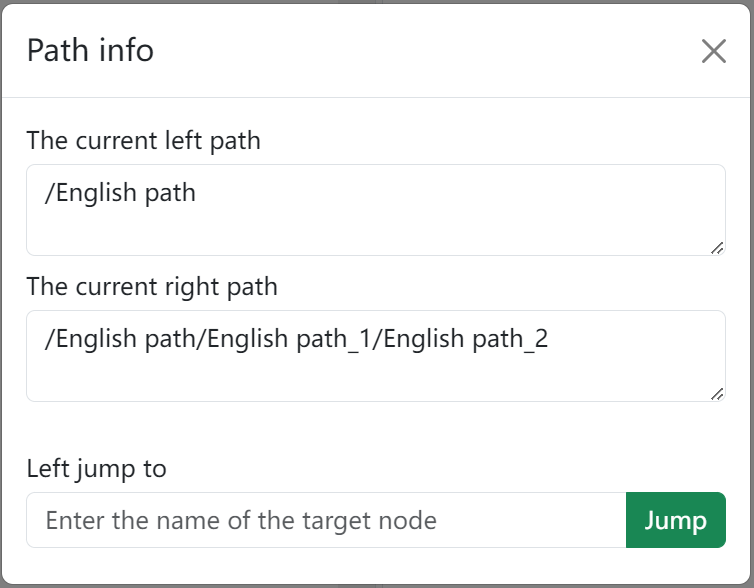 Path info
The current left path
/English path
The current right path
/English path/English path_1/English path_2
Left jump to
Enter the name of the target node
Jump